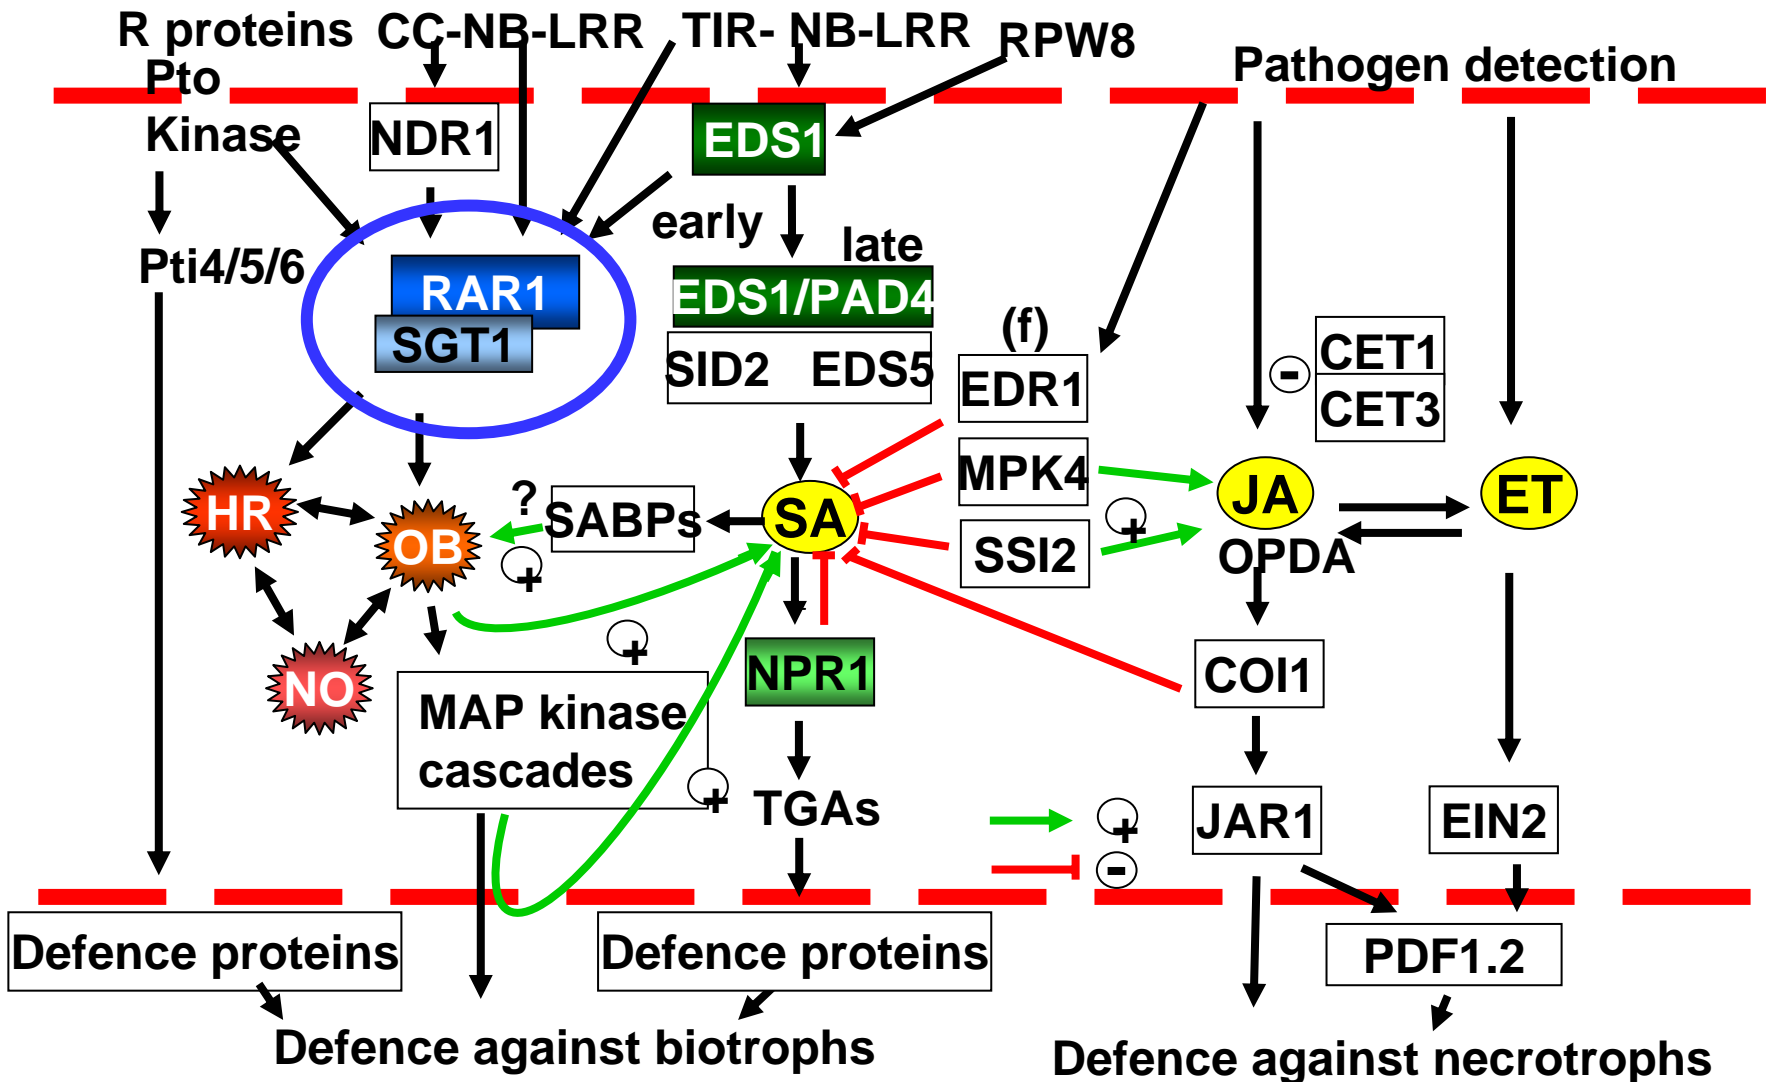 R proteins CC-NB-LRR TIR- NB-LRR RPW8
Pathogen detection
Pto
Kinase
NDR1
EDS1
early
late
Pti4/5/6
RAR1
SGT1
EDS1/PAD4
SID2 EDS5
(f)
EDR1
MPK4
SSI2
-
CET1
CET3
HR
OB
NO
?
+
SABPs
SA
+
JA
OPDA
ET
+
MAP kinase
cascades
+
NPR1
TGAs
COI1
JAR1
EIN2
+
-
Defence proteins
Defence proteins
PDF1.2
Defence against biotrophs
Defence against necrotrophs